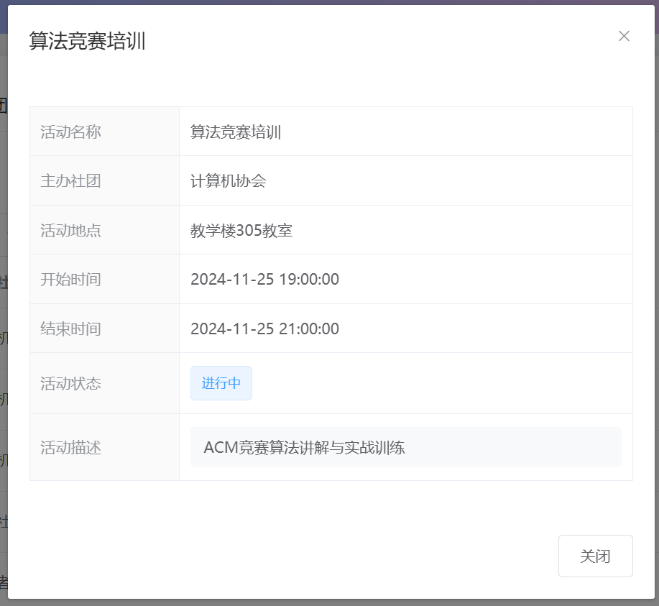 算法竞赛培训
活动名称 算法竞赛培训
主办社团 计算机协会
活动地点 教学楼305教室
开始时间 2024-11-25 19:00:00
结束时间 2024-11-25 21:00:00
活动状态 进行中
活动描述 ACM竞赛算法讲解与实战训练
关闭